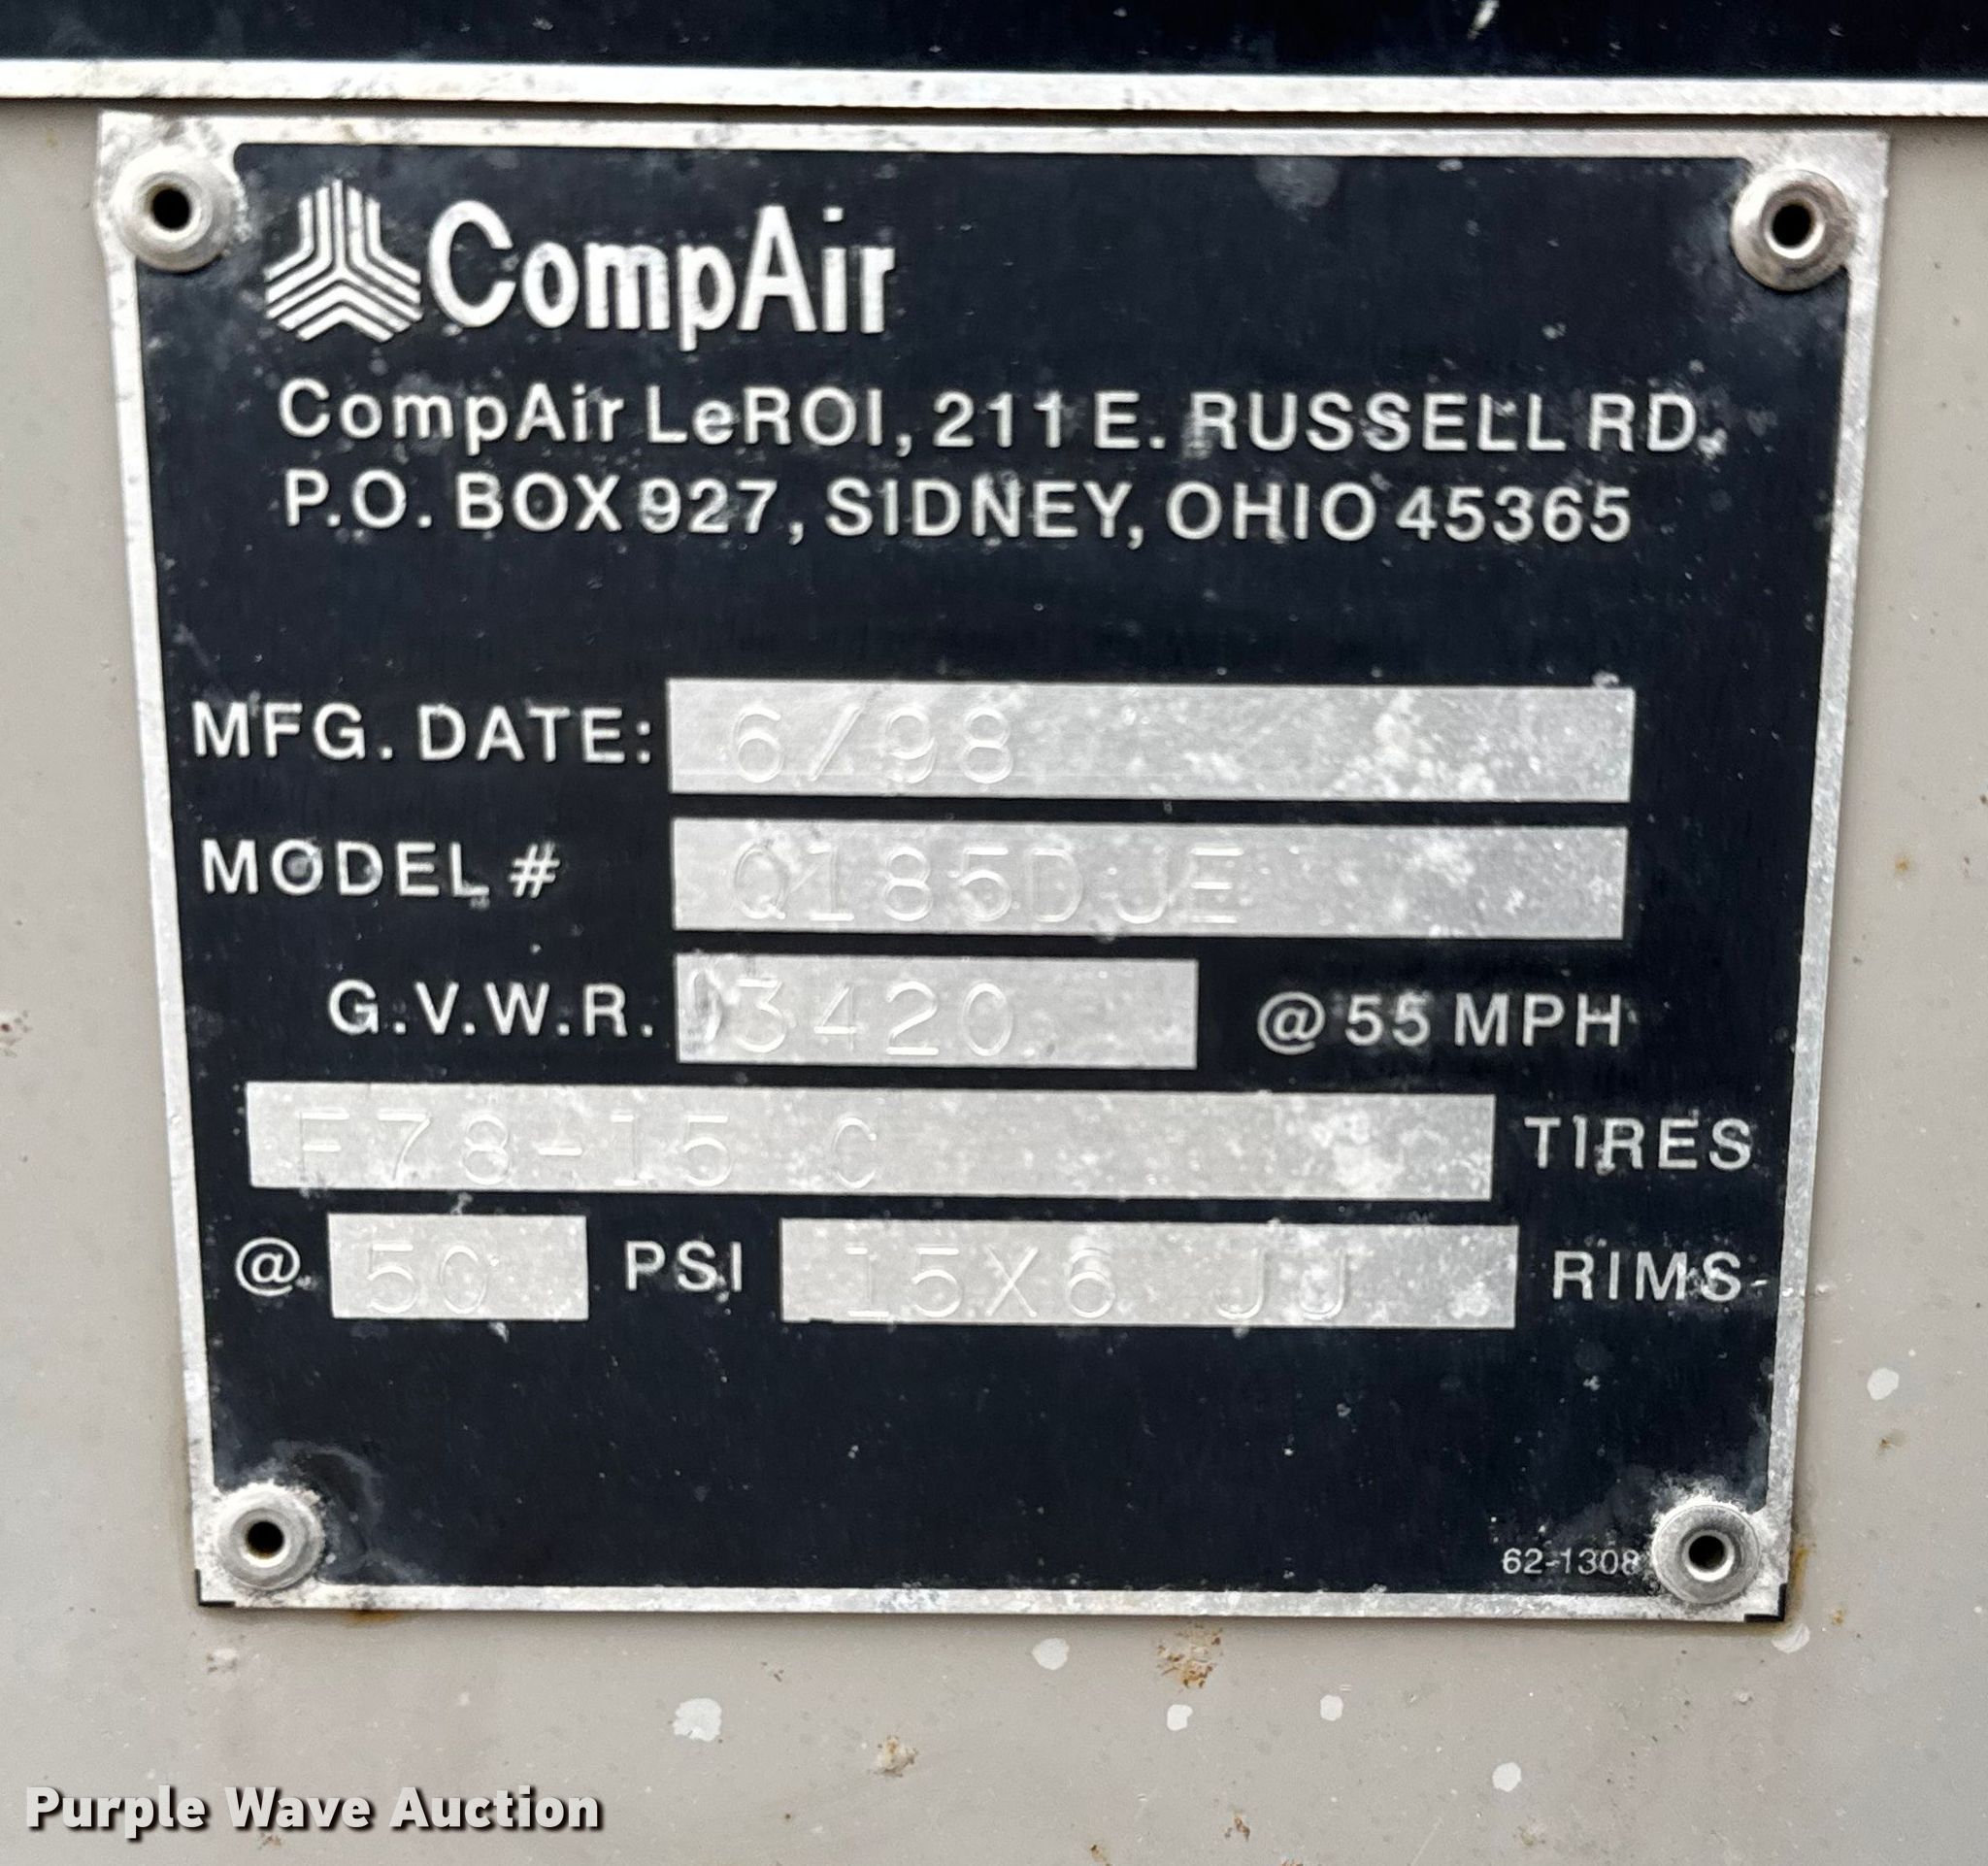 CompAir
CompAir LeROI, 211 E. RUSSELL RD.
P.O. BOX 927, SIDNEY, OHIO 45365
MFG. DATE: 6/98
MODEL # Q185DJE
G.V.W.R. 3420 @ 55 MPH
F78-15 C TIRES
@ 50 PSI 15X6 JJ RIMS
62-1308
Purple Wave Auction